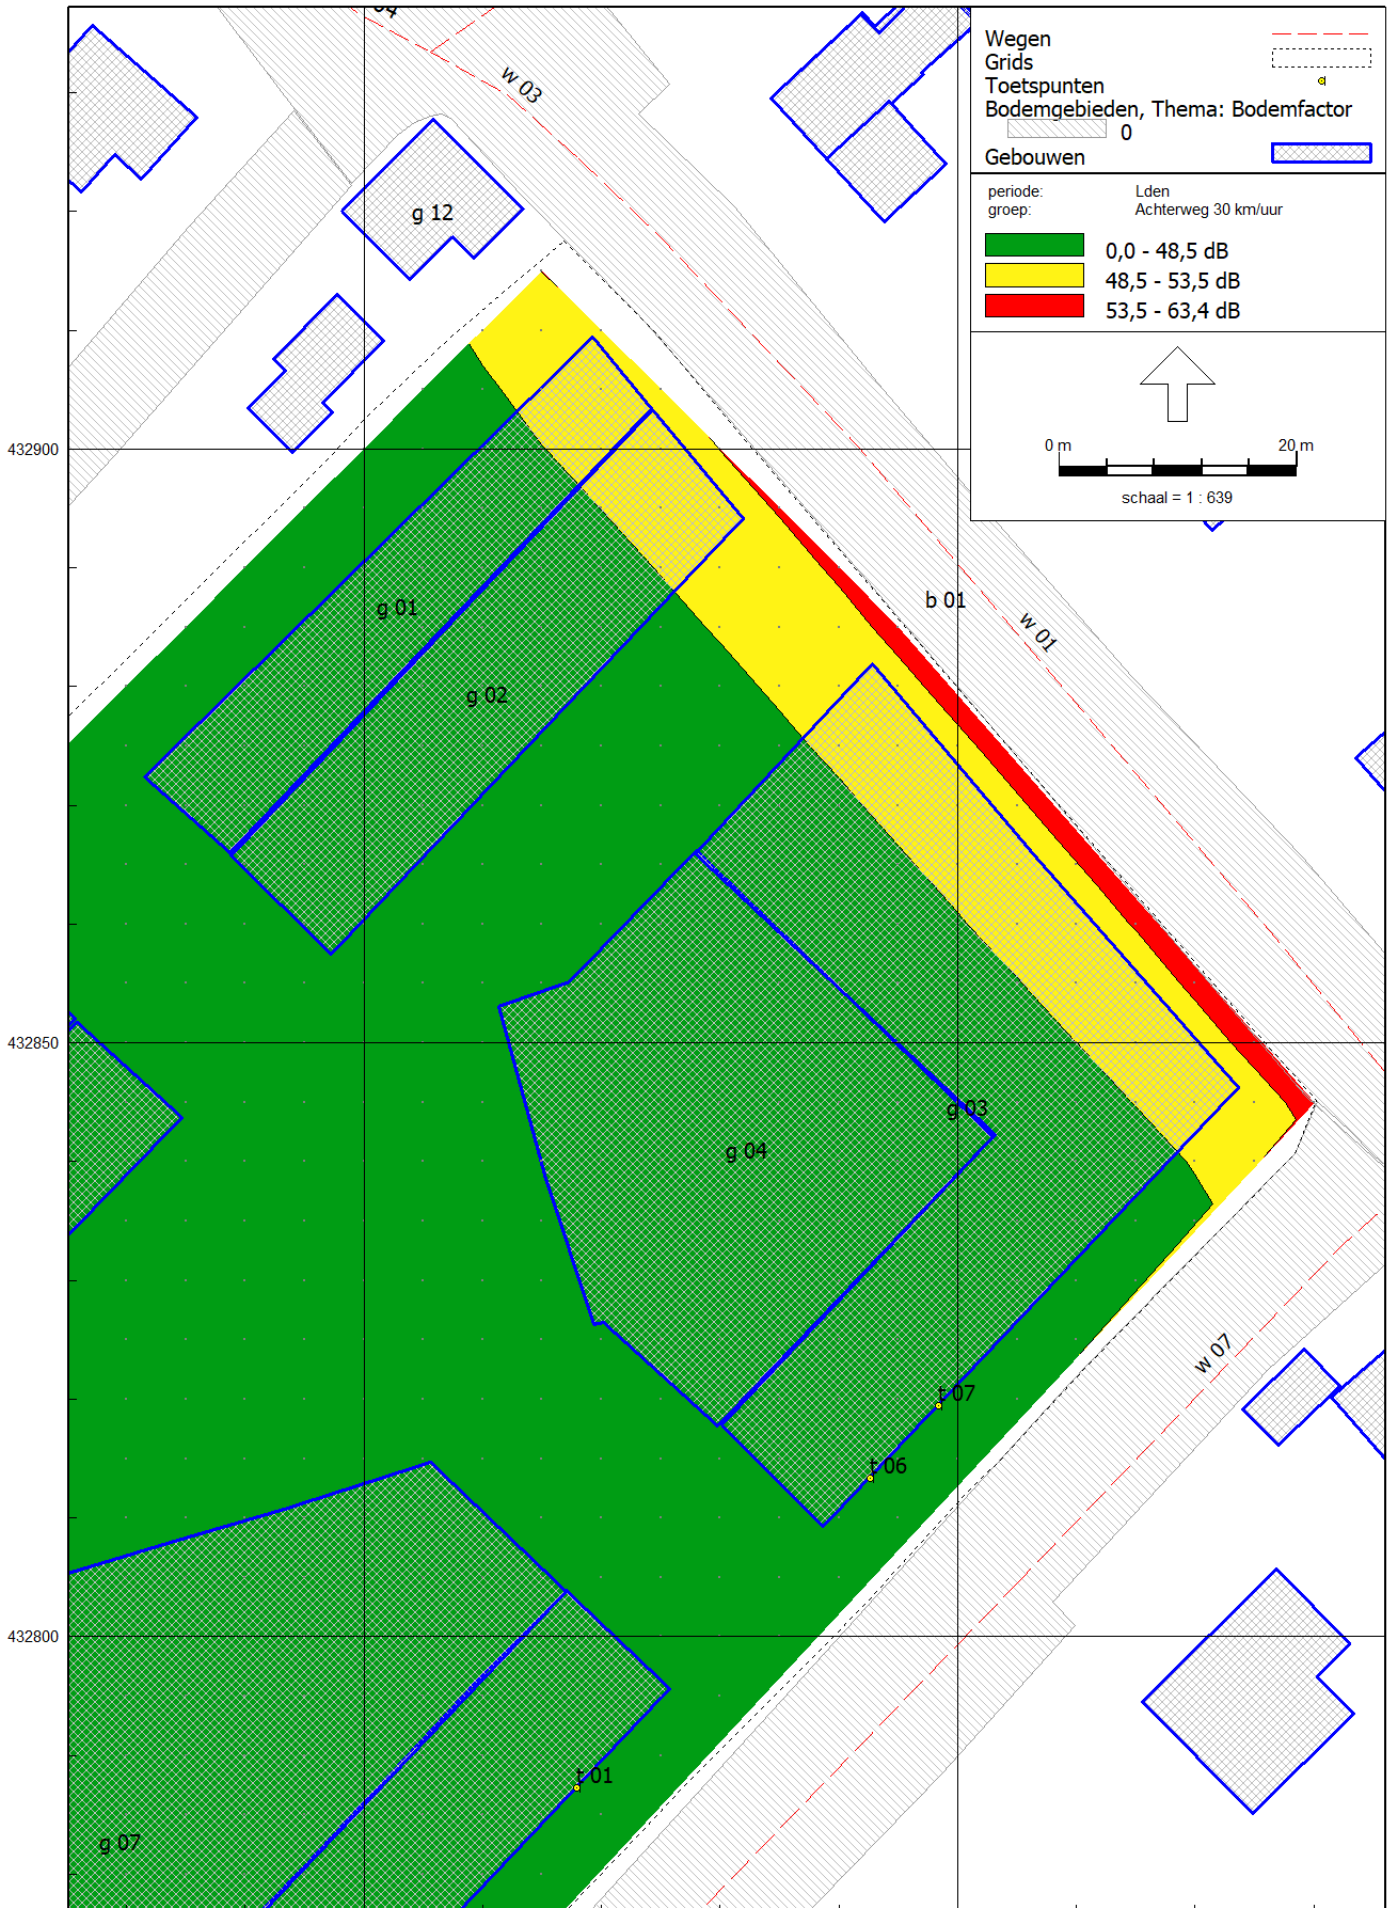 Wegen
Grids
Toetspunten
Bodemgebieden, Thema: Bodemfactor
0
Gebouwen
periode: Lden
groep: Achterweg 30 km/uur
0,0 - 48,5 dB
48,5 - 53,5 dB
53,5 - 63,4 dB
0 m 20 m
schaal = 1 : 639
w 03
g 12
432900
g 01
b 01
w 01
g 02
432850
g 03
g 04
w 07
t 07
t 06
432800
t 01
g 07